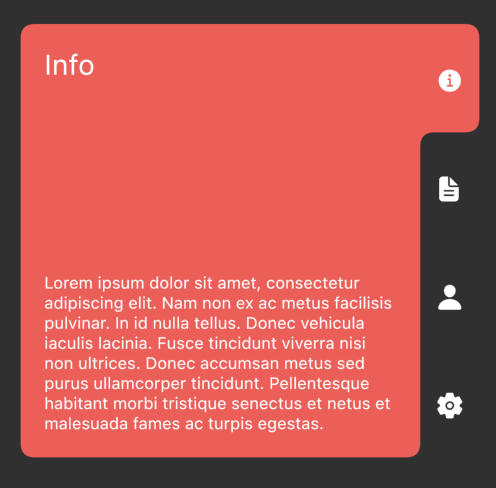 Info
Lorem ipsum dolor sit amet, consectetur
adipiscing elit. Nam non ex ac metus facilisis
pulvinar. In id nulla tellus. Donec vehicula
iaculis lacinia. Fusce tincidunt viverra nisi
non ultrices. Donec accumsan metus sed
purus ullamcorper tincidunt. Pellentesque
habitant morbi tristique senectus et netus et
malesuada fames ac turpis egestas.